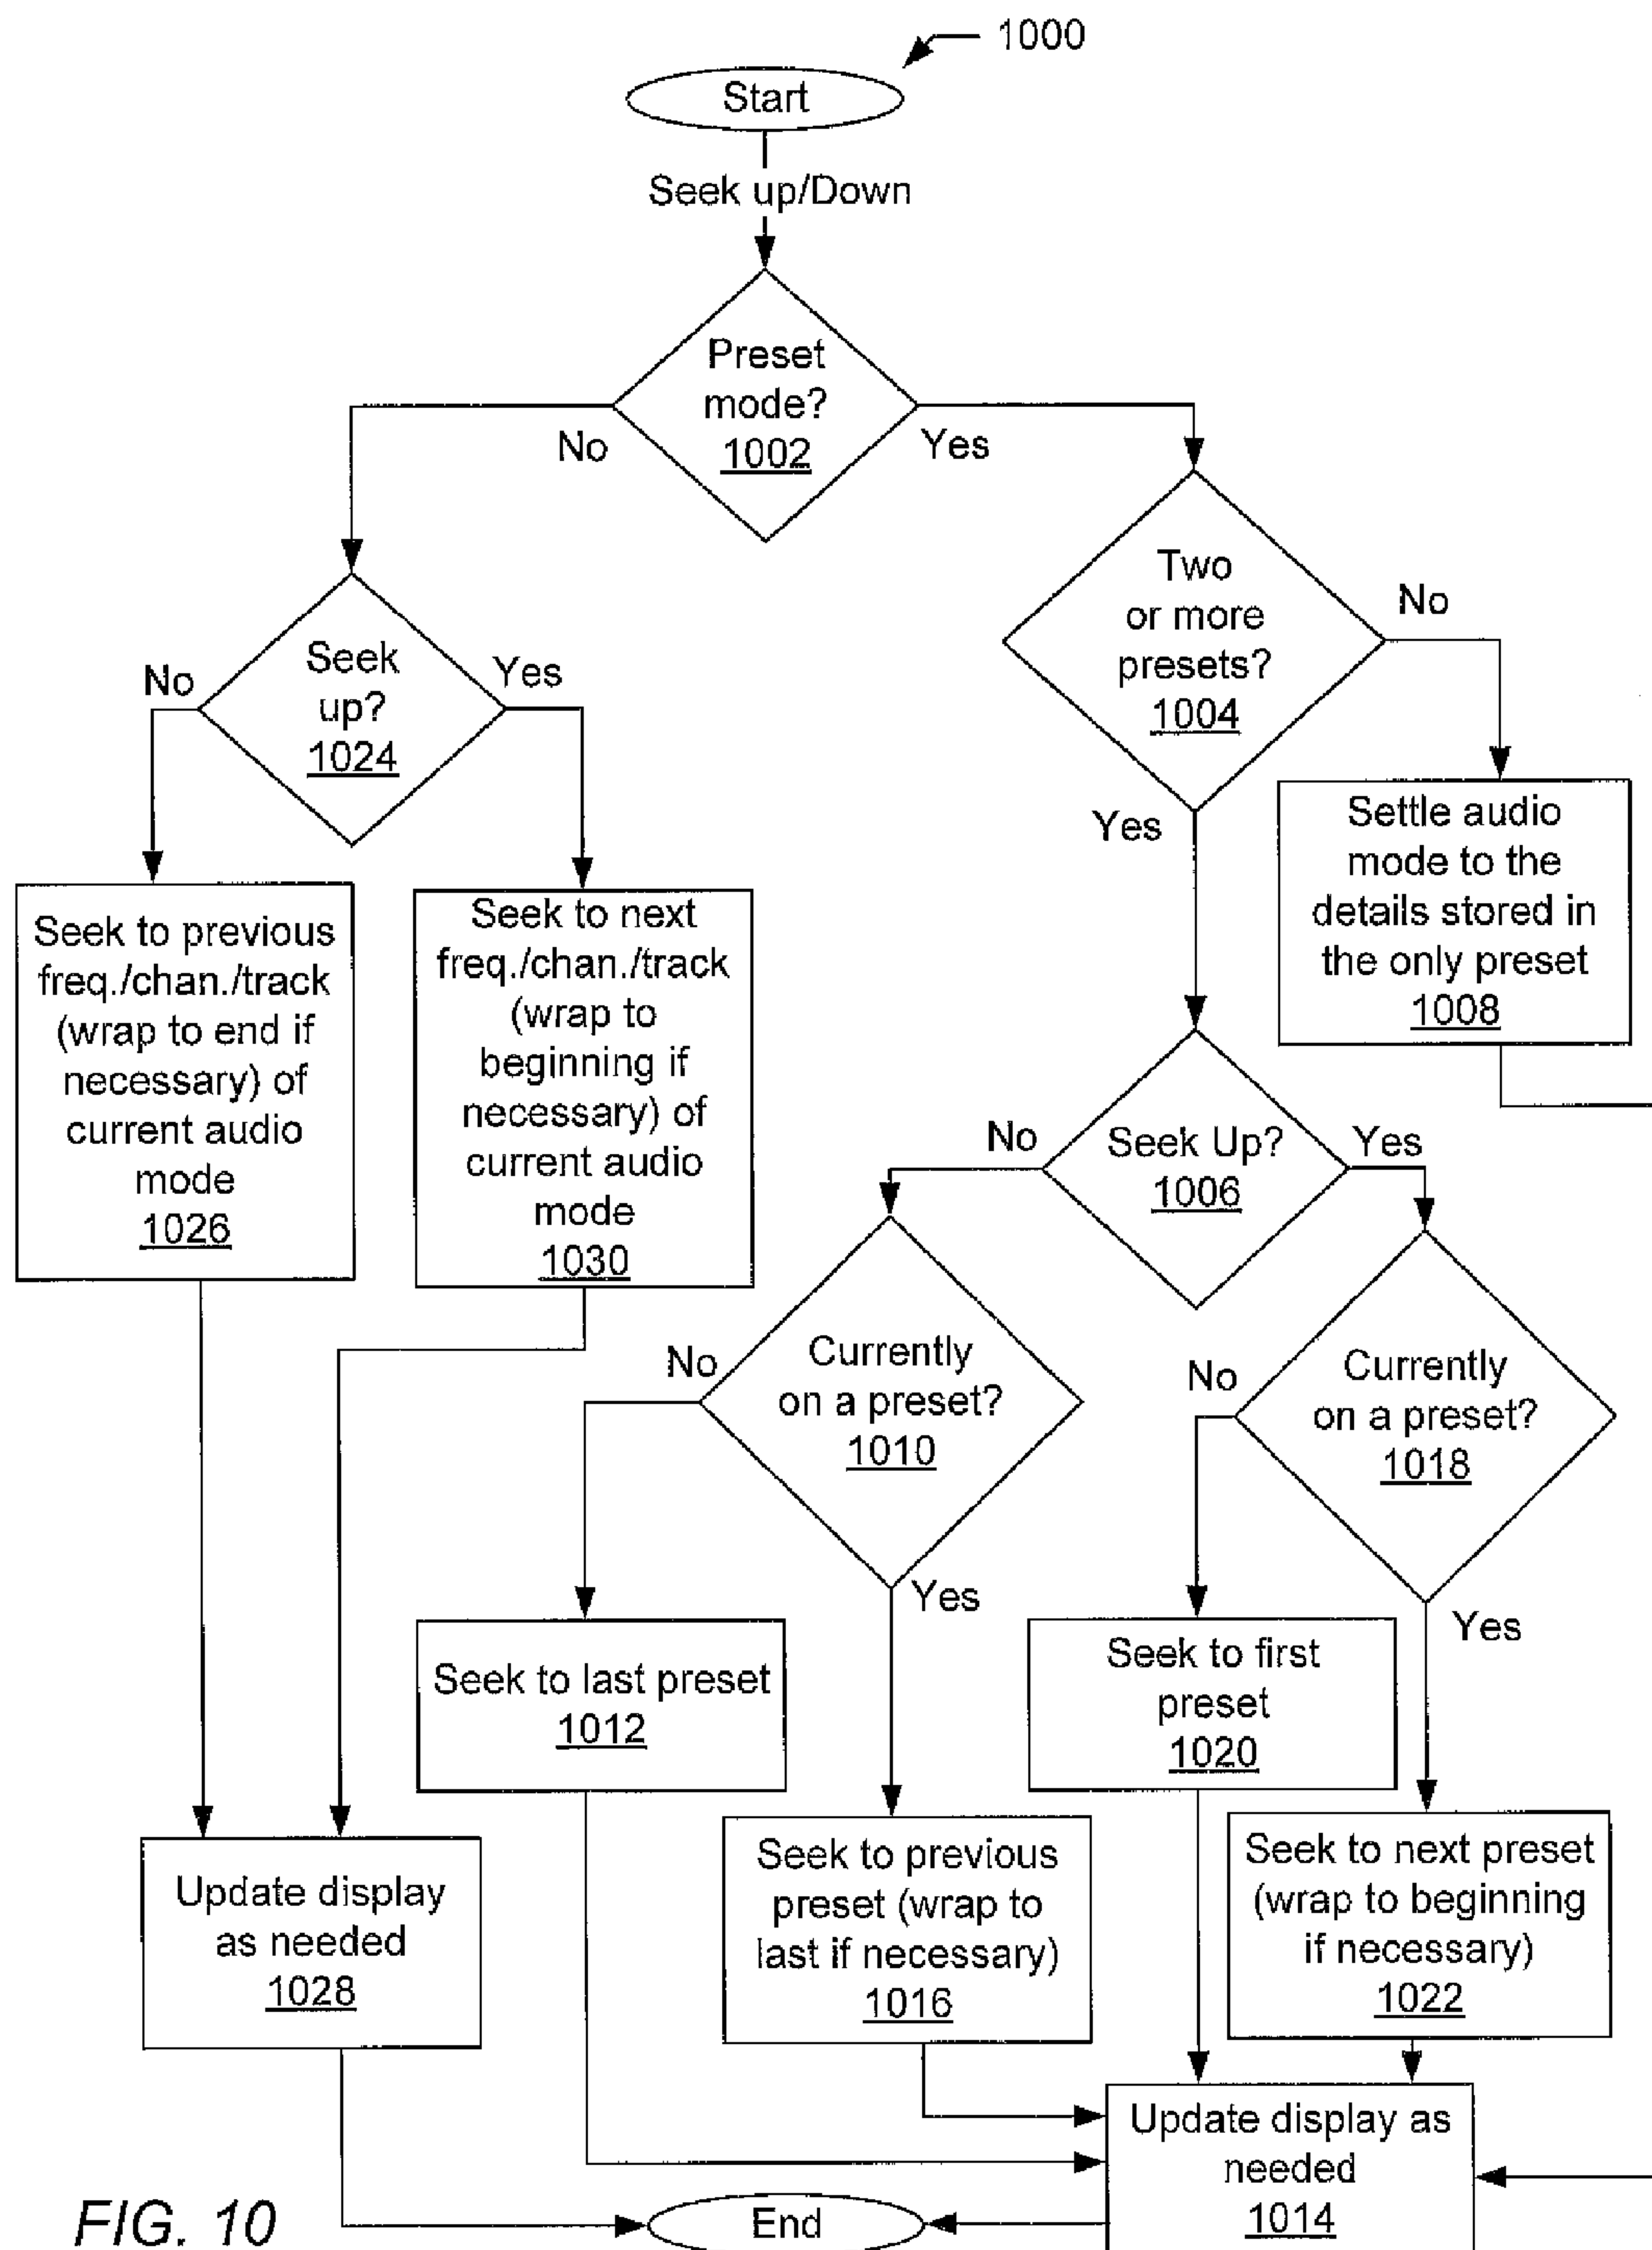 1000
Start
Seek up/Down
Preset
mode?
1002
No
Yes
Two
or more
presets?
1004
No
Yes
Seek
up?
1024
No
Yes
Settle audio
mode to the
details stored in
the only preset
1008
Seek to previous
freq./chan./track
(wrap to end if
necessary) of
current audio
mode
1026
Seek to next
freq./chan./track
(wrap to
beginning if
necessary) of
current audio
mode
1030
Seek Up?
1006
No
Yes
Currently
on a preset?
1010
No
Yes
Currently
on a preset?
1018
No
Yes
Seek to last preset
1012
Seek to first
preset
1020
Seek to previous
preset (wrap to
last if necessary)
1016
Seek to next preset
(wrap to beginning
if necessary)
1022
Update display
as needed
1028
Update display as
needed
1014
End
FIG. 10